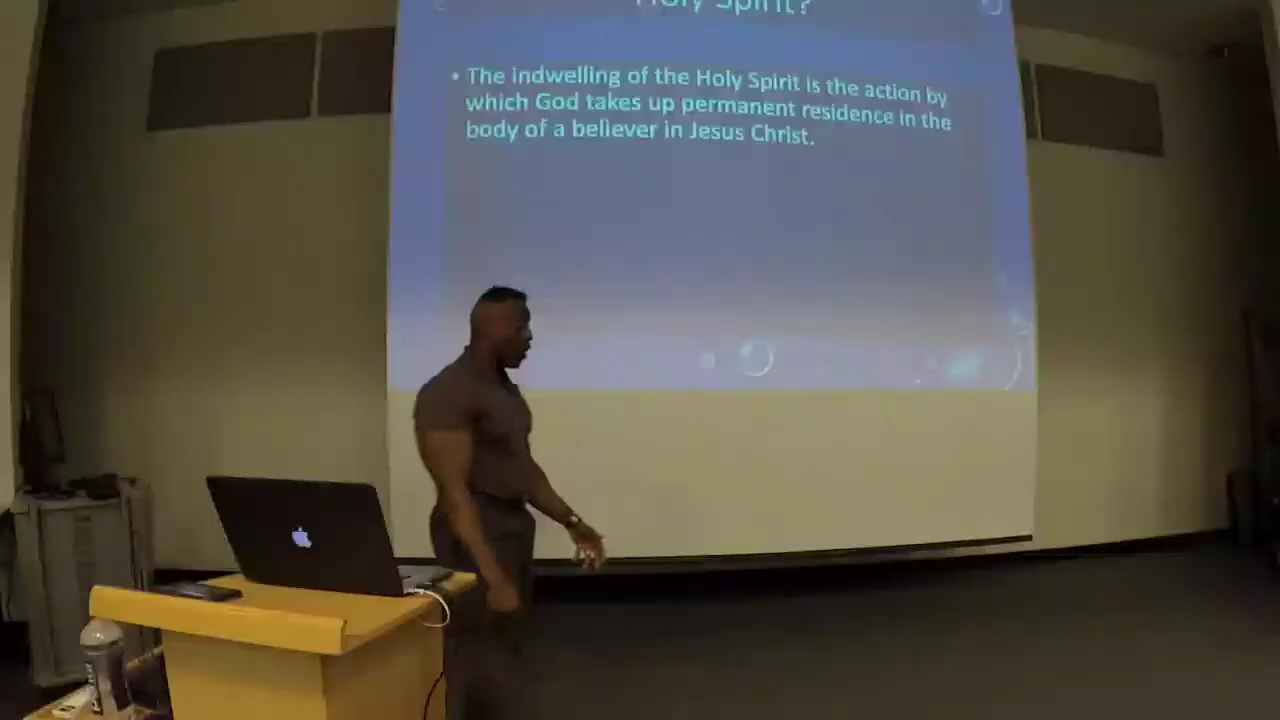 Holy Spirit?
• The indwelling of the Holy Spirit is the action by
which God takes up permanent residence in the
body of a believer in Jesus Christ.